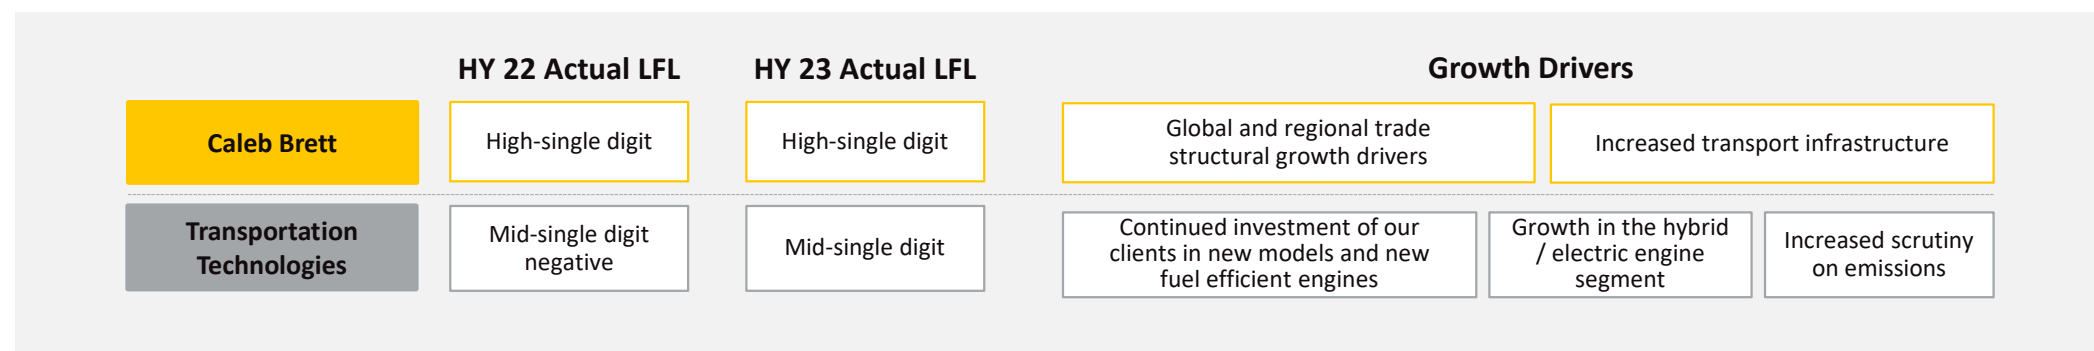 HY 22 Actual LFL
HY 23 Actual LFL
Growth Drivers
Caleb Brett
High-single digit
High-single digit
Global and regional trade
structural growth drivers
Increased transport infrastructure
Transportation
Technologies
Mid-single digit
negative
Mid-single digit
Continued investment of our
clients in new models and new
fuel efficient engines
Growth in the hybrid
/ electric engine
segment
Increased scrutiny
on emissions